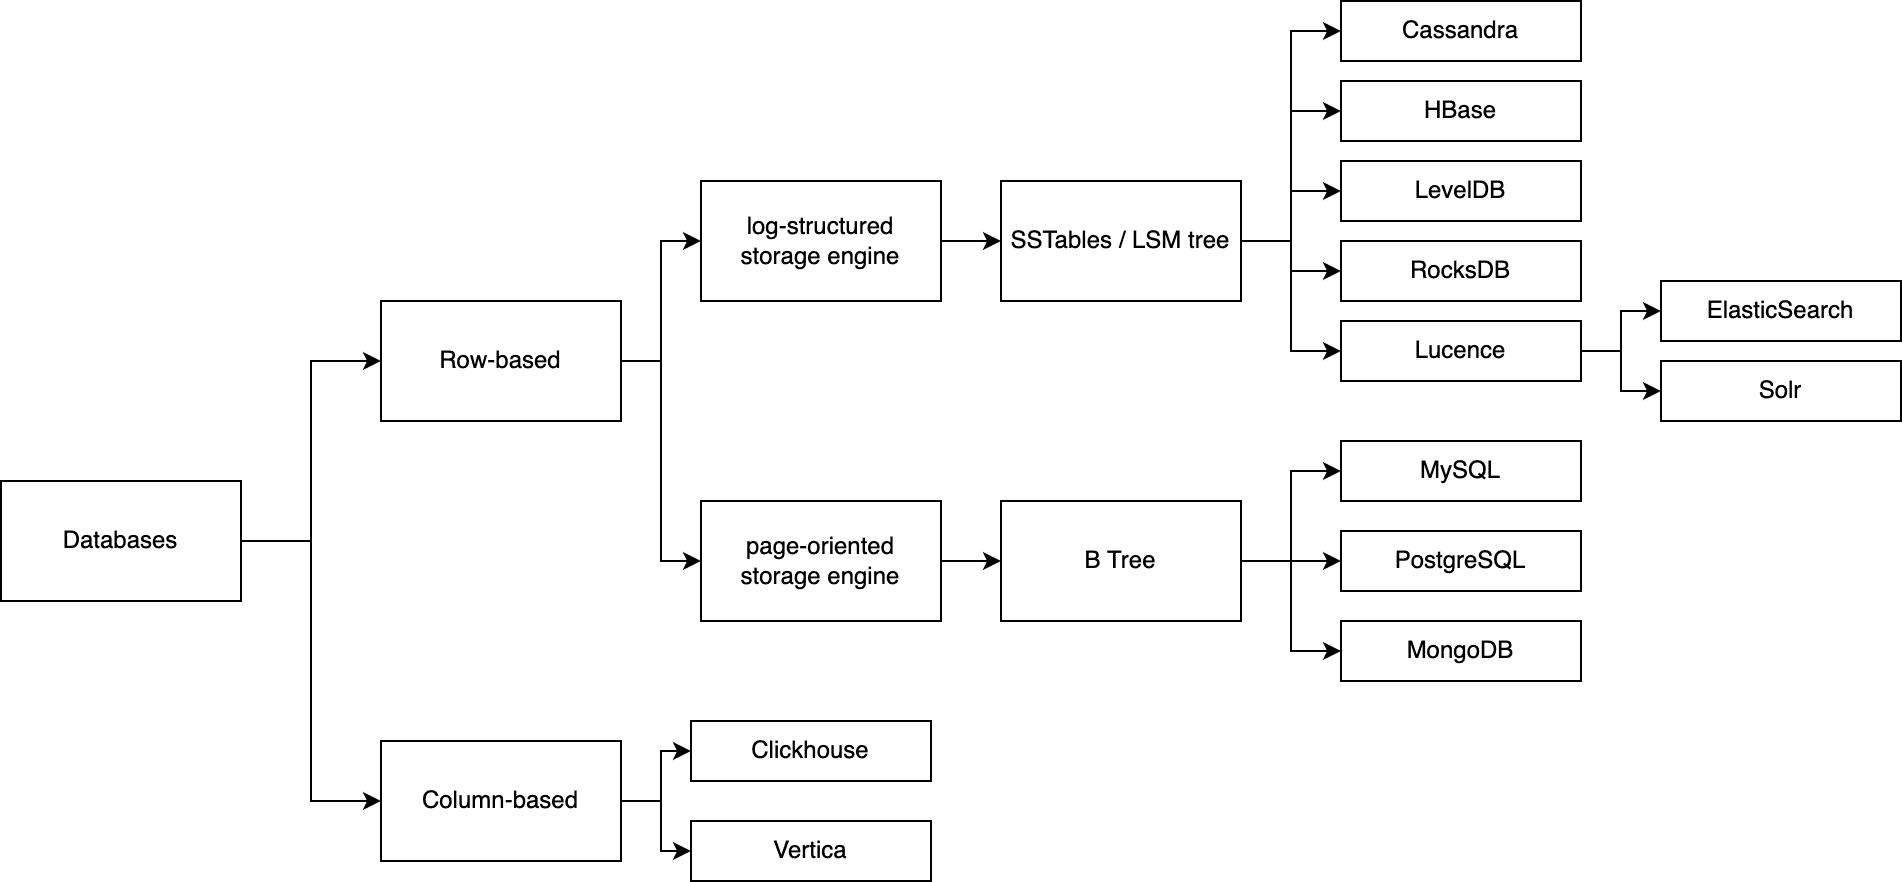 Databases
Row-based
log-structured
storage engine
SSTables / LSM tree
Cassandra
HBase
LevelDB
RocksDB
Lucence
ElasticSearch
Solr
page-oriented
storage engine
B Tree
MySQL
PostgreSQL
MongoDB
Column-based
Clickhouse
Vertica